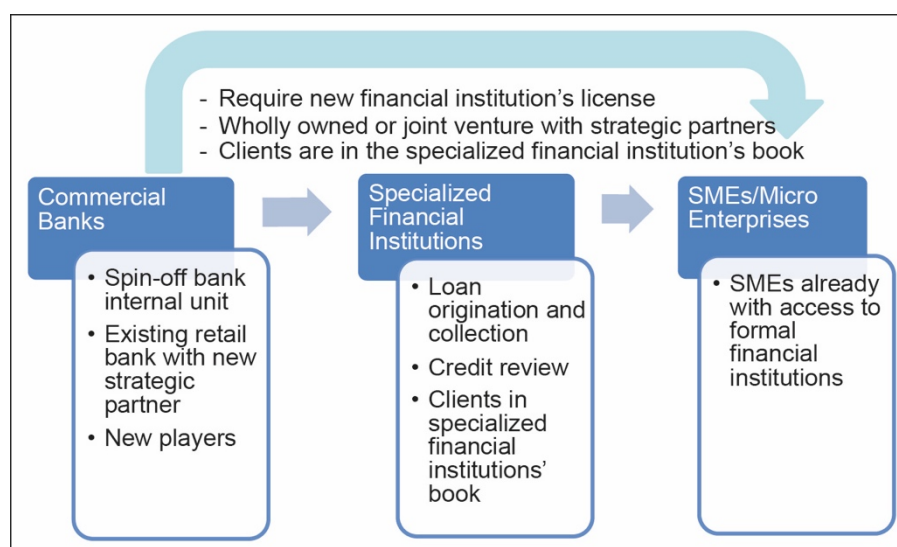 - Require new financial institution's license
- Wholly owned or joint venture with strategic partners
- Clients are in the specialized financial institution's book
Commercial
Banks
• Spin-off bank
internal unit
• Existing retail
bank with new
strategic
partner
• New players
Specialized
Financial
Institutions
• Loan
origination and
collection
• Credit review
• Clients in
specialized
financial
institutions'
book
SMEs/Micro
Enterprises
• SMEs already
with access to
formal
financial
institutions